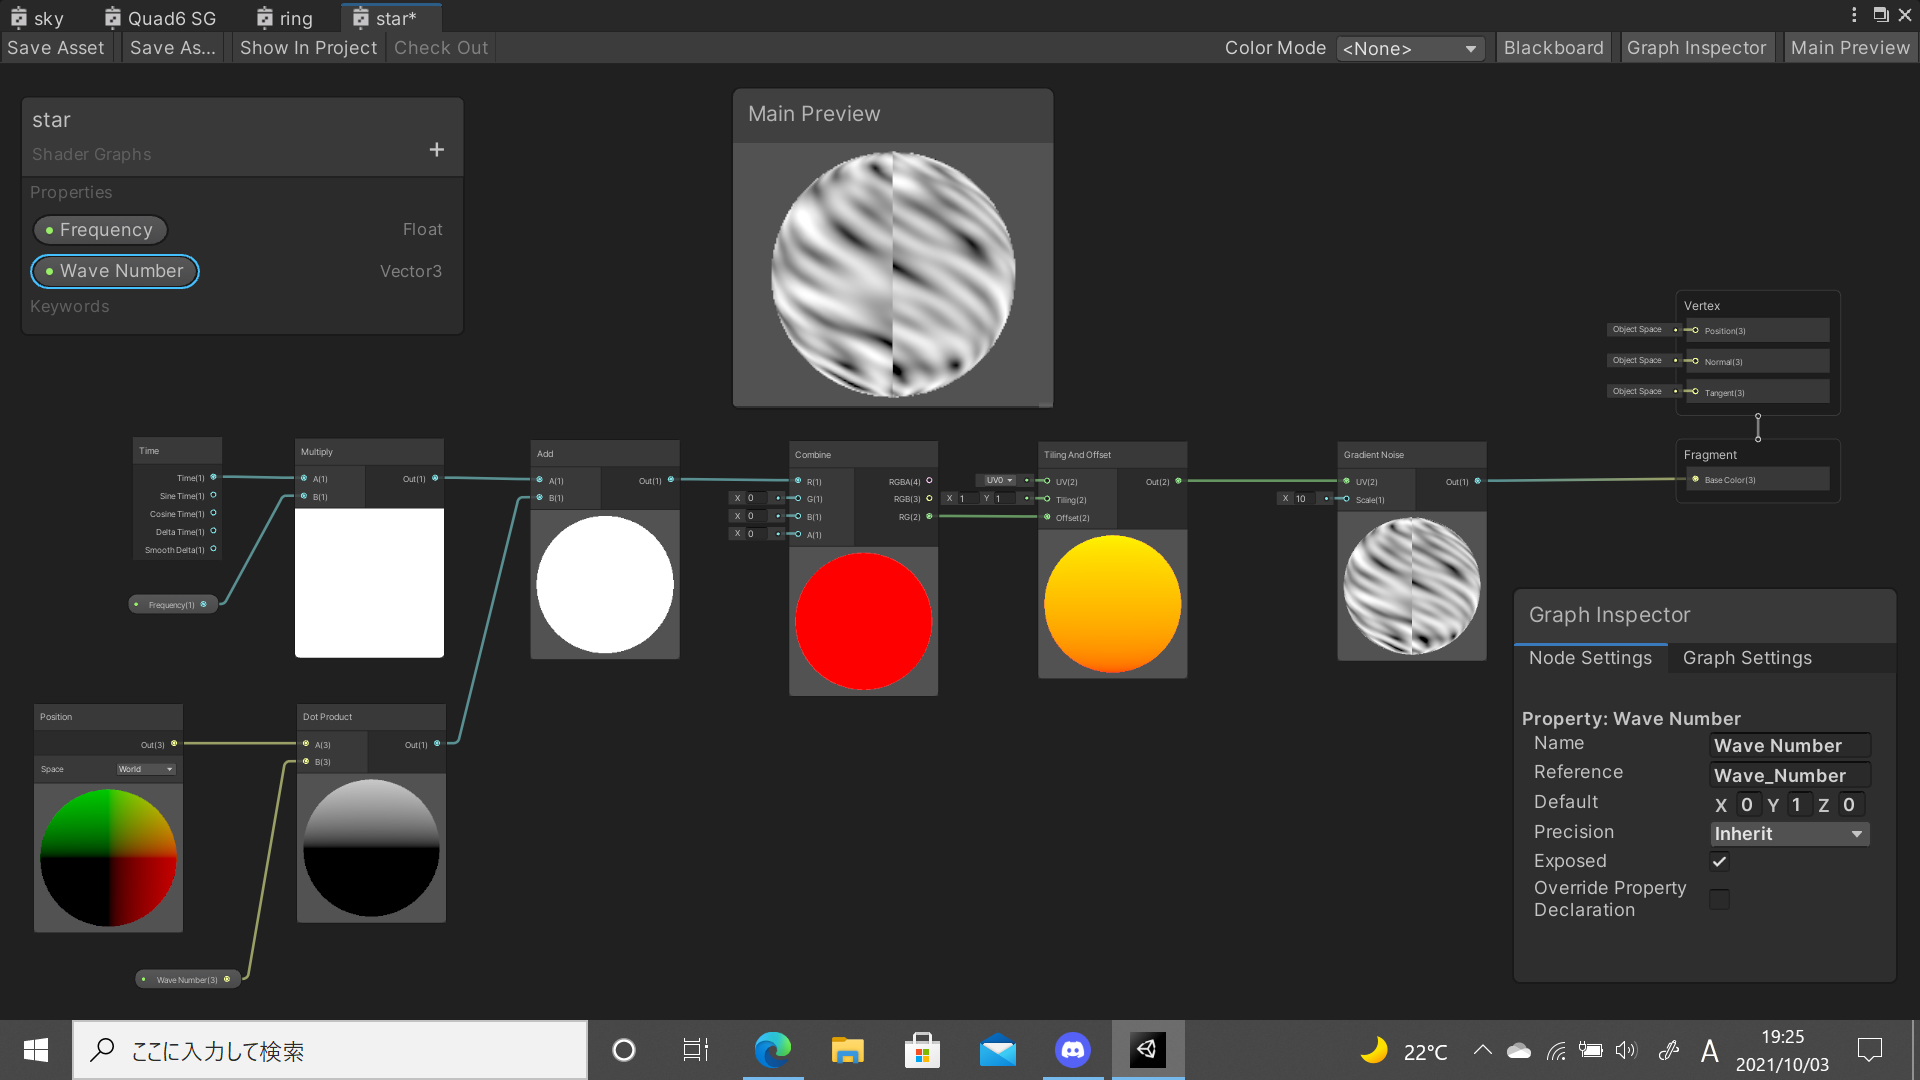 sky
Quad6 SG
ring
star*
Save Asset
Save As...
Show In Project
Check Out
Color Mode
<None>
Blackboard
Graph Inspector
Main Preview
star
Shader Graphs
+
Properties
Frequency
Float
Wave Number
Vector3
Keywords
Main Preview
Vertex
Object Space
Position(3)
Object Space
Normal(3)
Object Space
Tangent(3)
Fragment
Base Color(3)
Time
Time(1)
Sine Time(1)
Cosine Time(1)
Delta Time(1)
Smooth Delta(1)
Frequency(1)
Multiply
A(1)
Out(1)
B(1)
Add
A(1)
Out(1)
B(1)
Combine
R(1)
RGBA(4)
X 0
G(1)
RGB(3)
X 0
B(1)
RG(2)
X 0
A(1)
Tiling And Offset
UV0
UV(2)
Out(2)
X 1 Y 1
Tiling(2)
Offset(2)
Gradient Noise
UV(2)
Out(1)
X 10
Scale(1)
Position
Out(3)
Space
World
Dot Product
A(3)
Out(1)
B(3)
Wave Number(3)
Graph Inspector
Node Settings
Graph Settings
Property: Wave Number
Name
Wave Number
Reference
Wave_Number
Default
X 0 Y 1 Z 0
Precision
Inherit
Exposed
Override Property
Declaration
ここに入力して検索
22°C
A
19:25
2021/10/03